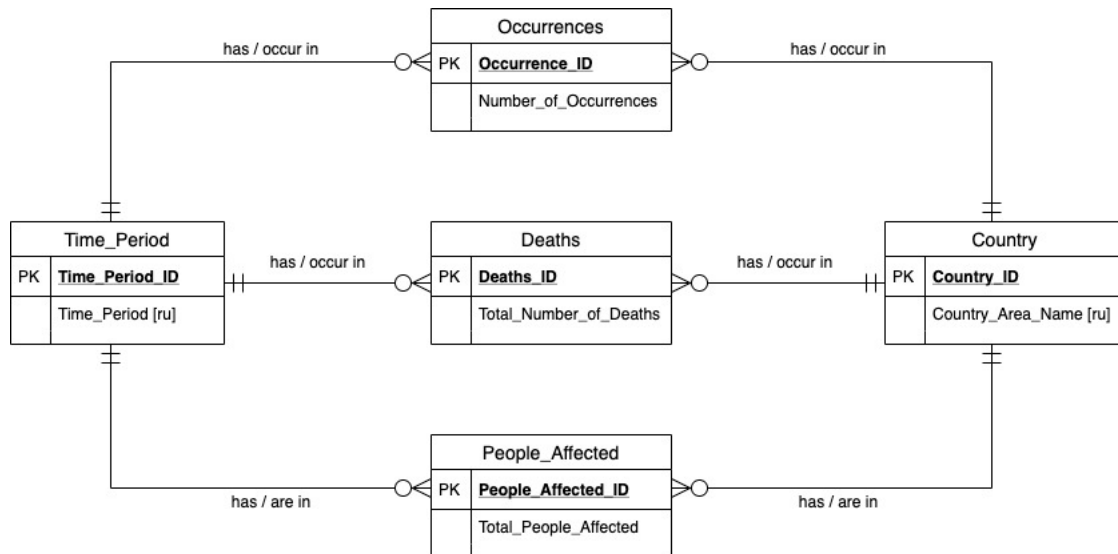 Occurrences
has / occur in
has / occur in
PK Occurrence_ID
Number_of_Occurrences
Time_Period
Deaths
Country
PK Time_Period_ID
has / occur in
PK Deaths_ID
has / occur in
PK Country_ID
Time_Period [ru]
Total_Number_of_Deaths
Country_Area_Name [ru]
People_Affected
PK People_Affected_ID
has / are in
has / are in
Total_People_Affected